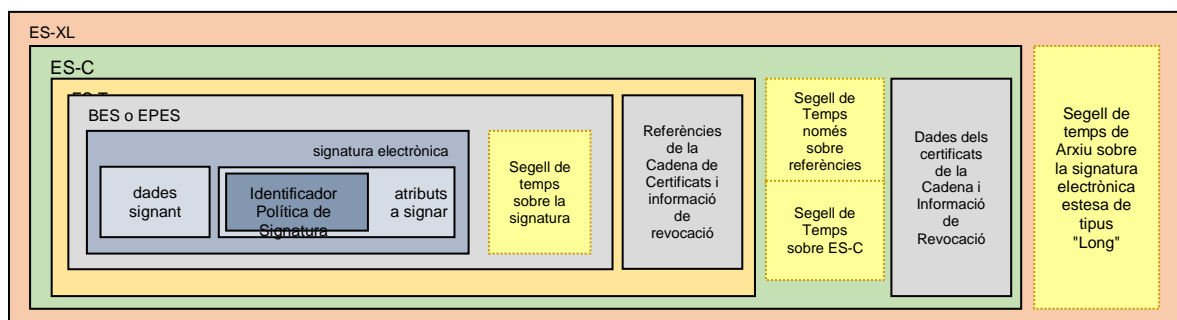 ES-XL
ES-C
BES o EPES
signatura electrònica
dades
signant
Identificador
Política de
Signatura
atributs
a signar
Segell de
temps
sobre la
signatura
Referències
de la
Cadena de
Certificats i
informació
de
revocació
Segell de
Temps
només
sobre
referències
Segell de
Temps
sobre ES-C
Dades dels
certificats
de la
Cadena i
Informació
de
Revocació
Segell de
temps de
Arxiu sobre
la signatura
electrònica
estesa de
tipus
"Long"